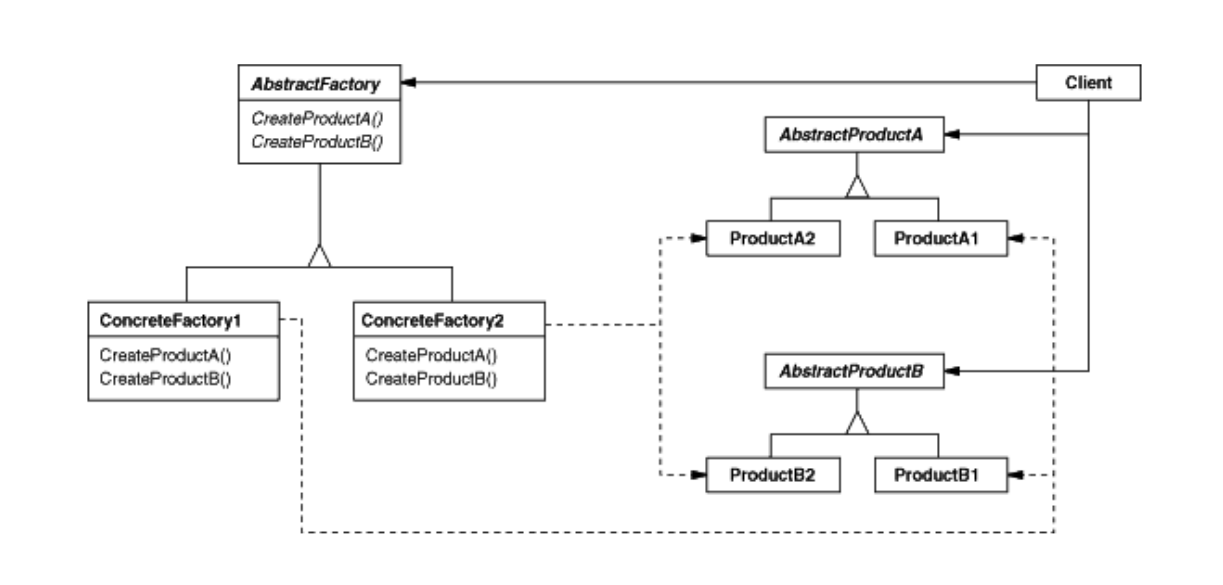 AbstractFactory
CreateProductA()
CreateProductB()
Client
AbstractProductA
ProductA2
ProductA1
ConcreteFactory1
CreateProductA()
CreateProductB()
ConcreteFactory2
CreateProductA()
CreateProductB()
AbstractProductB
ProductB2
ProductB1